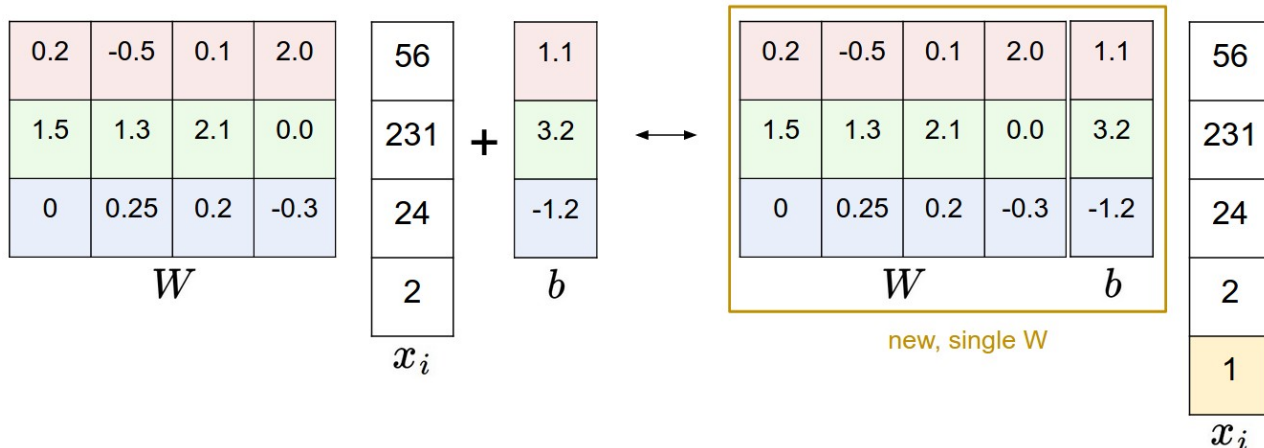 0.2 -0.5 0.1 2.0 56 1.1 0.2 -0.5 0.1 2.0 1.1 56
1.5 1.3 2.1 0.0 231 + 3.2 1.5 1.3 2.1 0.0 3.2 231
0 0.25 0.2 -0.3 24 -1.2 0 0.25 0.2 -0.3 -1.2 24
W 2 b W b 2
new, single W
x_i 1
x_i